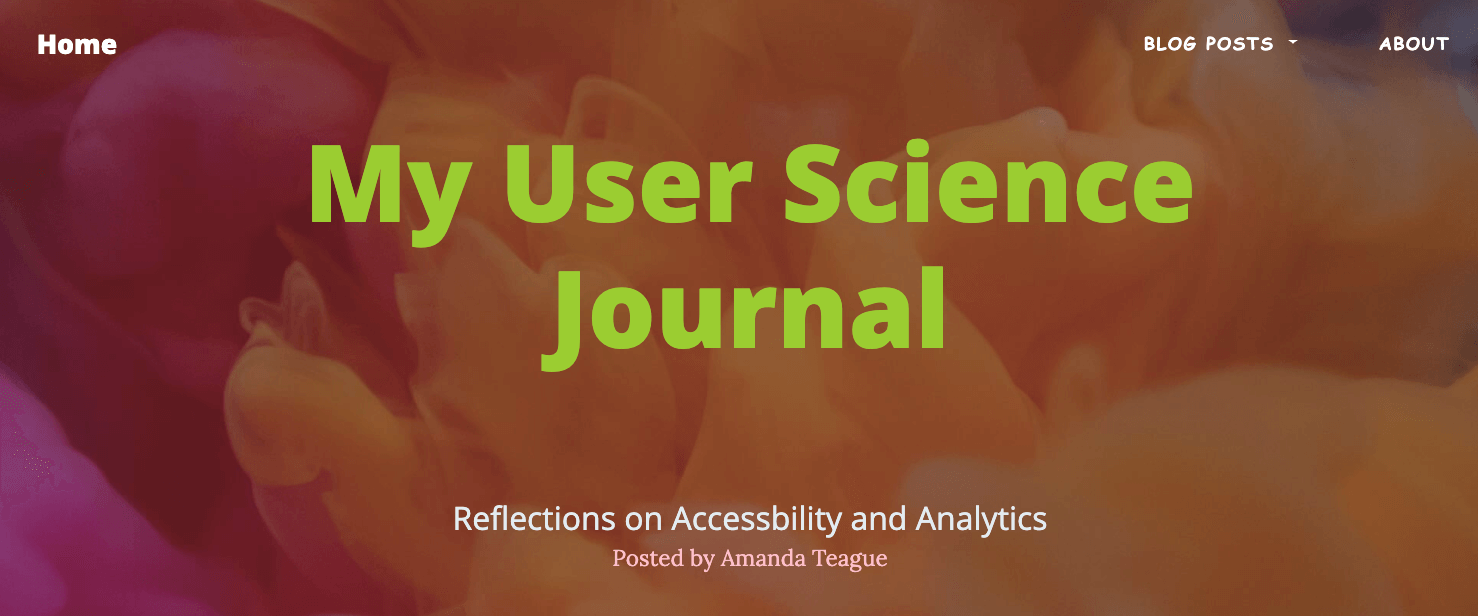 Home
BLOG POSTS
ABOUT
My User Science
Journal
Reflections on Accessbility and Analytics
Posted by Amanda Teague